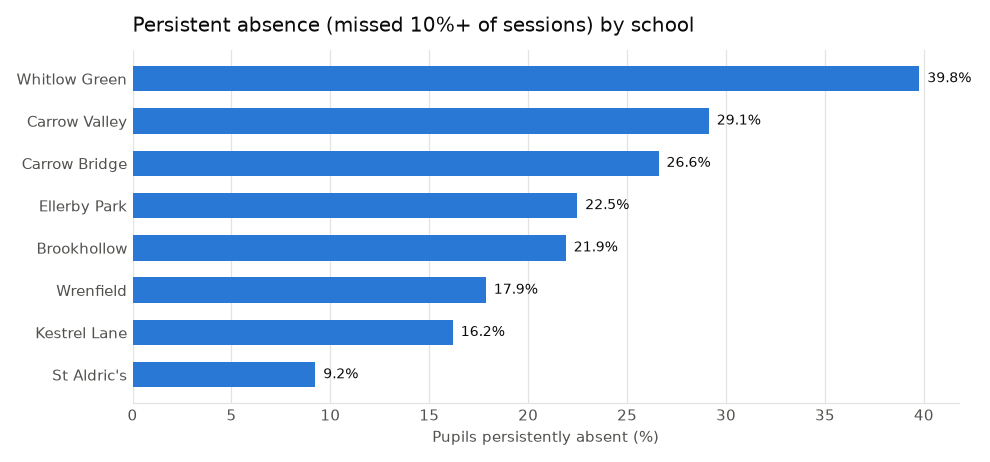 Persistent absence (missed 10%+ of sessions) by school
Whitlow Green 39.8%
Carrow Valley 29.1%
Carrow Bridge 26.6%
Ellerby Park 22.5%
Brookhollow 21.9%
Wrenfield 17.9%
Kestrel Lane 16.2%
St Aldric's 9.2%
0 5 10 15 20 25 30 35 40
Pupils persistently absent (%)